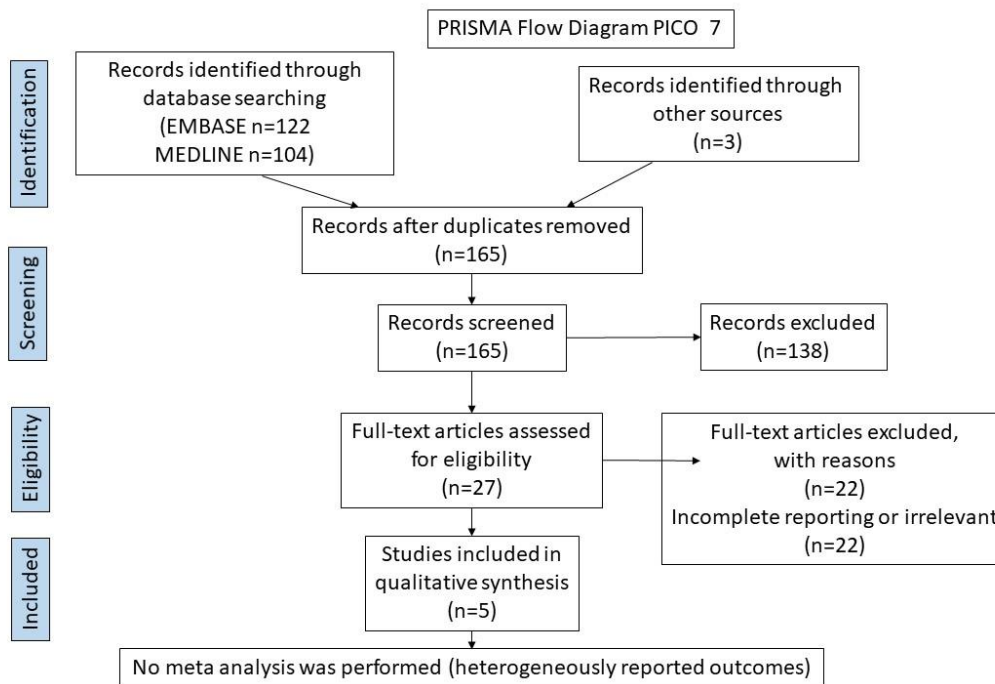 PRISMA Flow Diagram PICO 7
Identification
Records identified through
database searching
(EMBASE n=122
MEDLINE n=104)
Records identified through
other sources
(n=3)
Records after duplicates removed
(n=165)
Screening
Records screened
(n=165)
Records excluded
(n=138)
Eligibility
Full-text articles assessed
for eligibility
(n=27)
Full-text articles excluded,
with reasons
(n=22)
Incomplete reporting or irrelevant
(n=22)
Included
Studies included in
qualitative synthesis
(n=5)
No meta analysis was performed (heterogeneously reported outcomes)